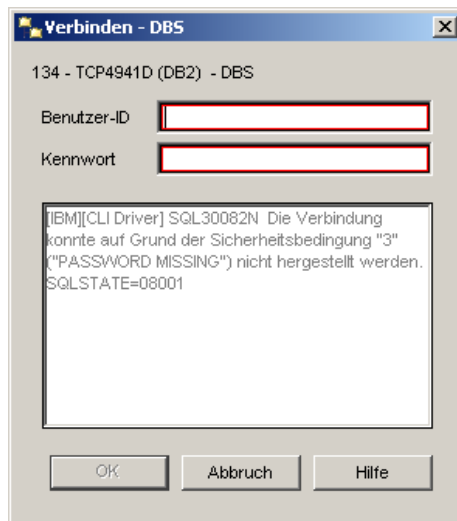 Verbinden - DBS
134 - TCP4941D (DB2) - DBS
Benutzer-ID
Kennwort
[IBM][CLI Driver] SQL30082N Die Verbindung
konnte auf Grund der Sicherheitsbedingung "3"
("PASSWORD MISSING") nicht hergestellt werden.
SQLSTATE=08001
OK Abbruch Hilfe